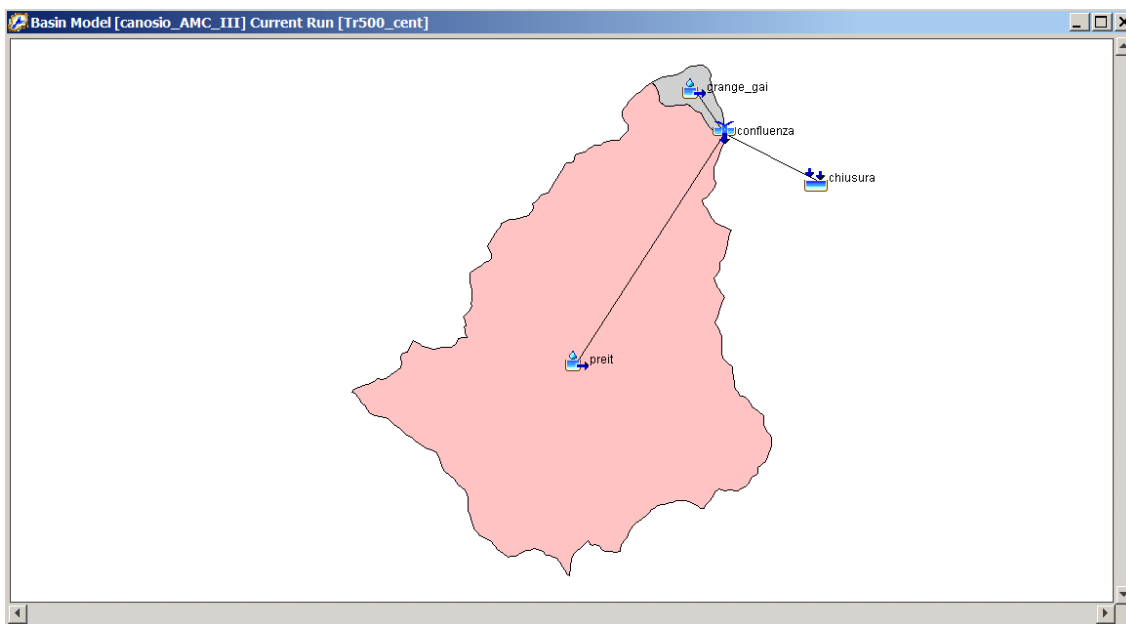 Basin Model [canosio_AMC_III] Current Run [Tr500_cent]
grange_gai
confluenza
chiusura
preit